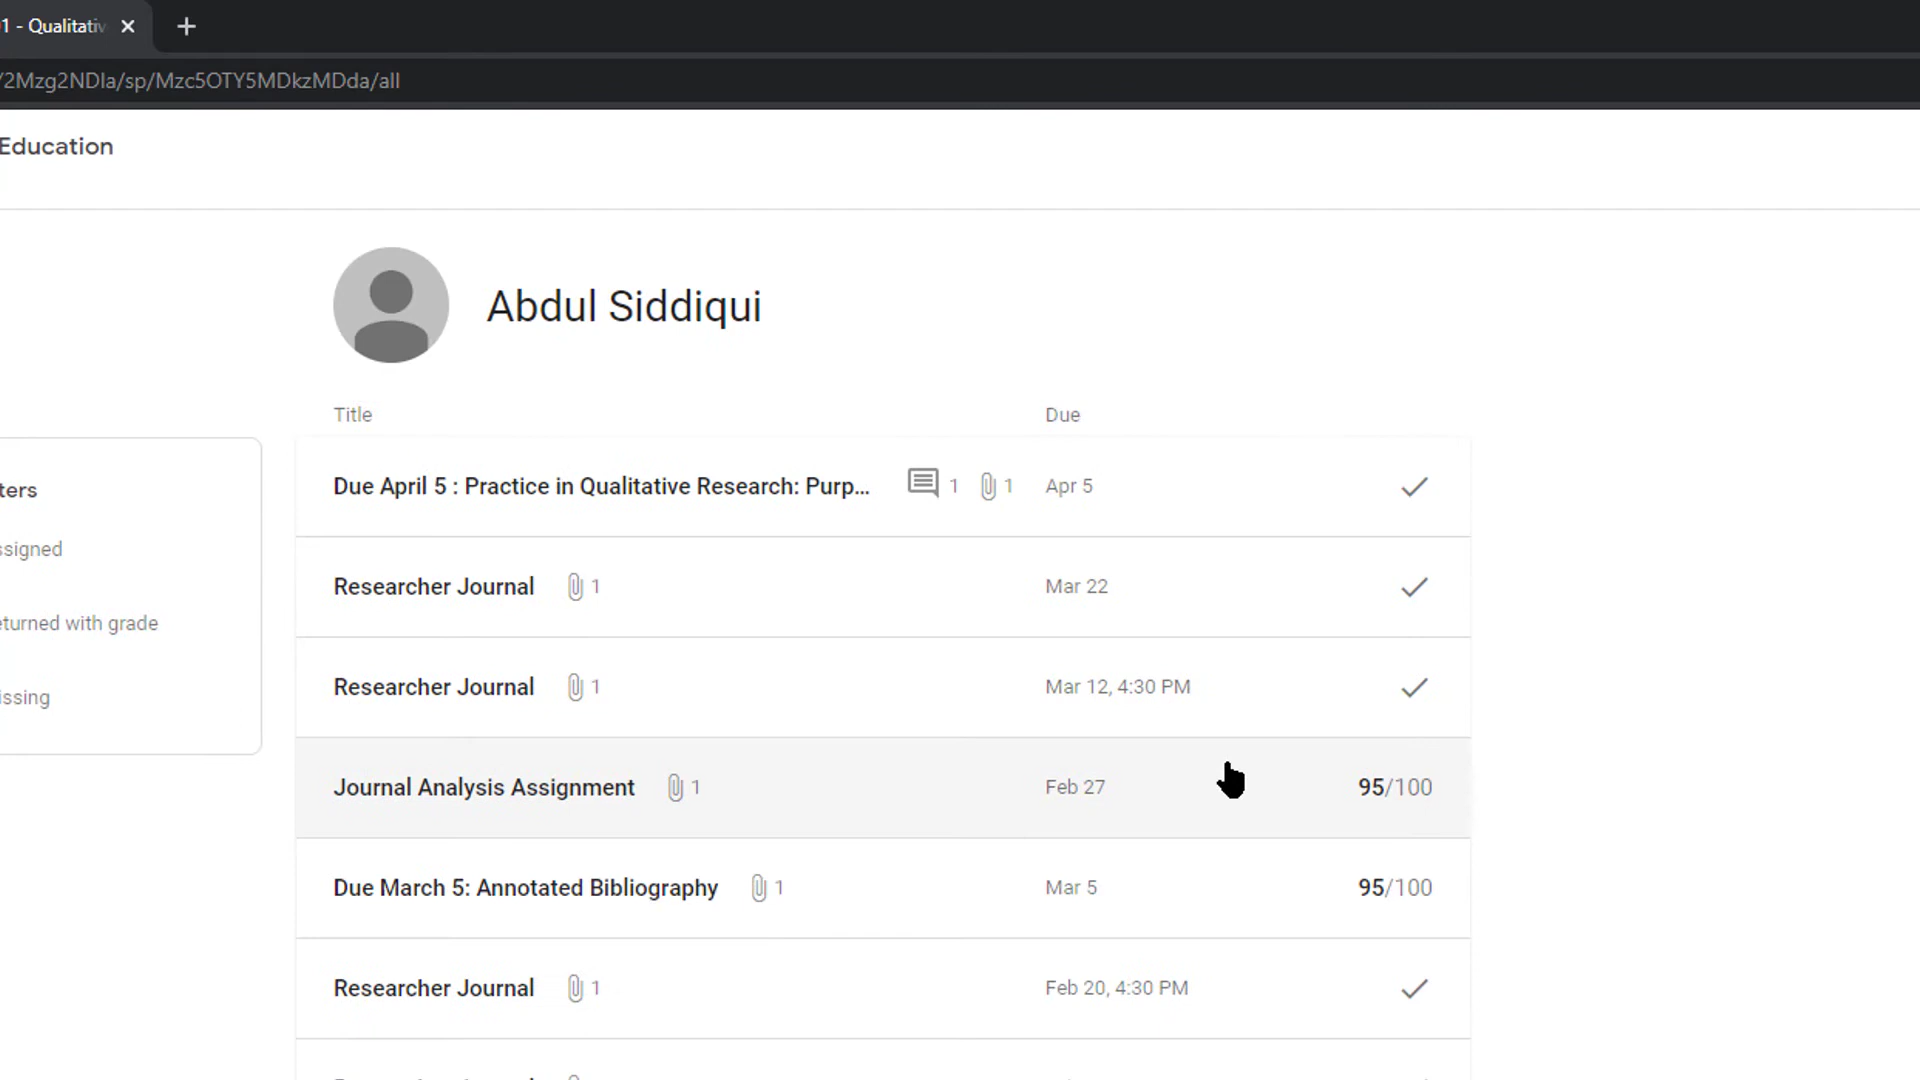 1 - Qualitativ
2Mzg2NDIa/sp/Mzc5OTY5MDkzMDda/all
Education
Abdul Siddiqui
Title Due
ters
ssigned
eturned with grade
issing
Due April 5 : Practice in Qualitative Research: Purp... 1 1 Apr 5
Researcher Journal 1 Mar 22
Researcher Journal 1 Mar 12, 4:30 PM
Journal Analysis Assignment 1 Feb 27 95/100
Due March 5: Annotated Bibliography 1 Mar 5 95/100
Researcher Journal 1 Feb 20, 4:30 PM